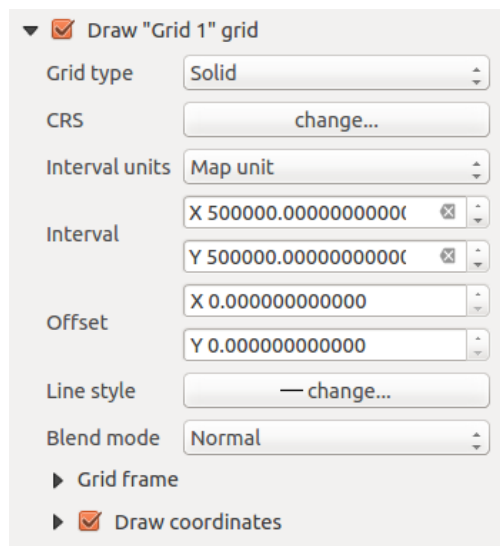 Draw "Grid 1" grid
Grid type Solid
CRS change...
Interval units Map unit
Interval
X 500000.0000000000(
Y 500000.0000000000(
Offset
X 0.000000000000
Y 0.000000000000
Line style change...
Blend mode Normal
Grid frame
Draw coordinates